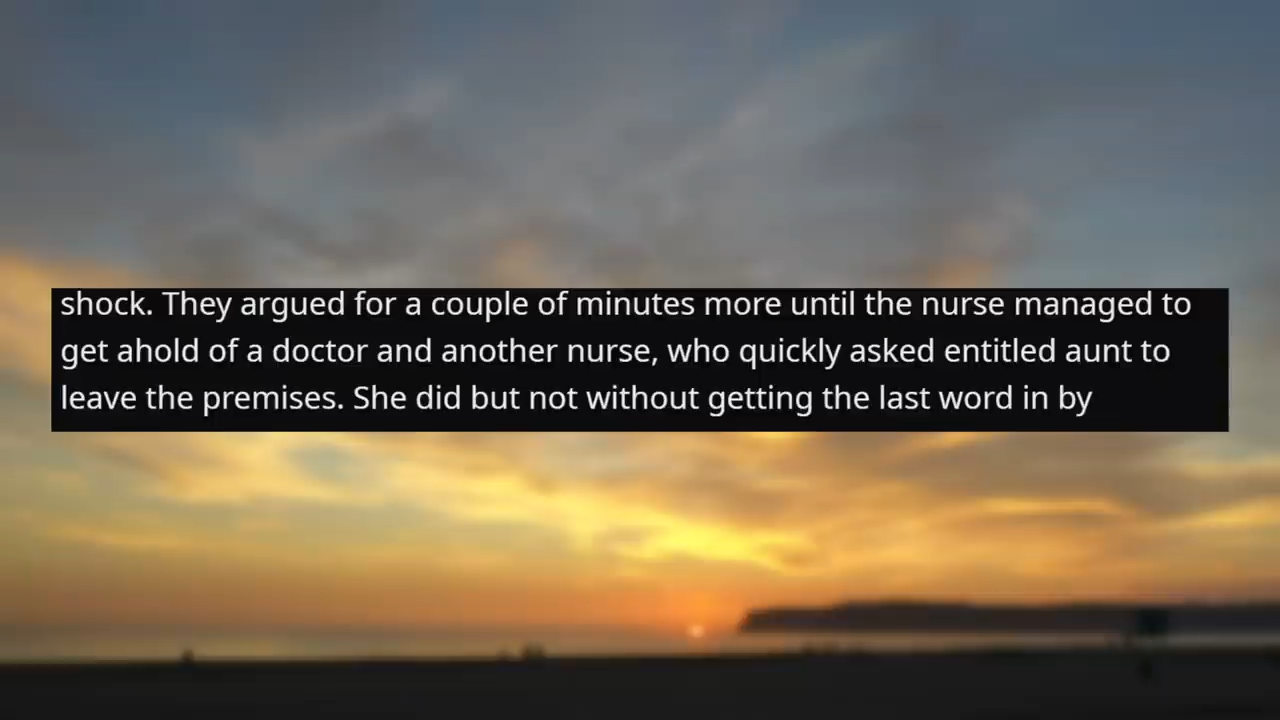 shock. They argued for a couple of minutes more until the nurse managed to
get ahold of a doctor and another nurse, who quickly asked entitled aunt to
leave the premises. She did but not without getting the last word in by